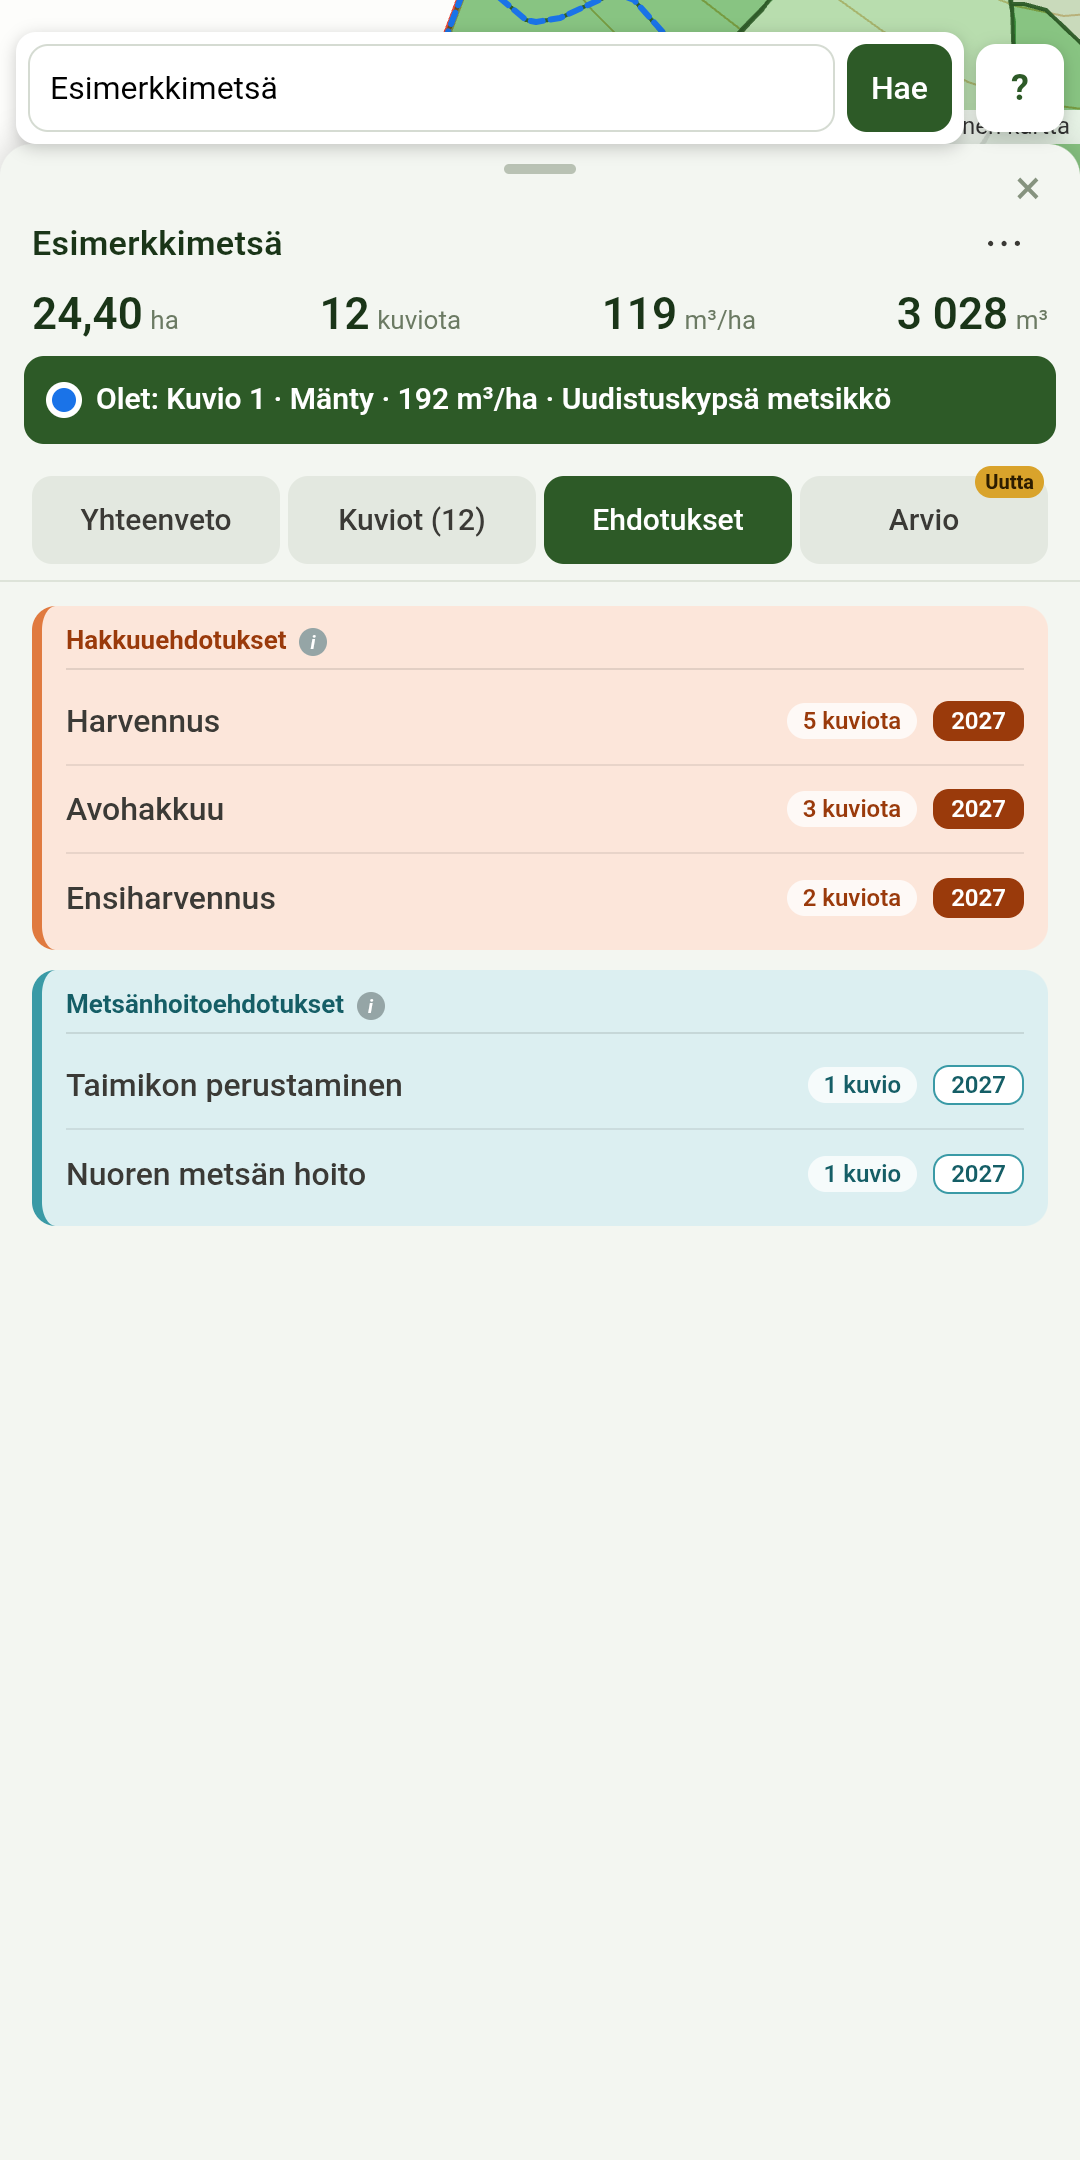 Esimerkkimetsä
Hae
?
Esimerkkimetsä
24,40 ha
12 kuviota
119 m³/ha
3 028 m³
Olet: Kuvio 1 · Mänty · 192 m³/ha · Uudistuskypsä metsikkö
Yhteenveto
Kuviot (12)
Ehdotukset
Arvio
Uutta
Hakkuuehdotukset i
Harvennus 5 kuviota 2027
Avohakkuu 3 kuviota 2027
Ensiharvennus 2 kuviota 2027
Metsänhoitoehdotukset i
Taimikon perustaminen 1 kuvio 2027
Nuoren metsän hoito 1 kuvio 2027